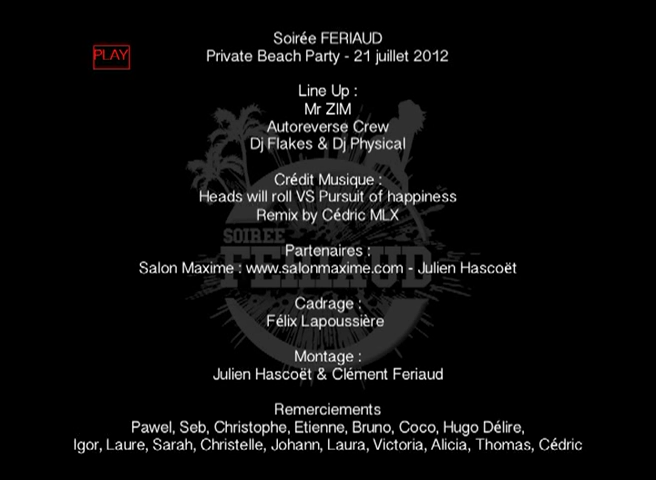 Soirée FERIAUD
PLAY
Private Beach Party - 21 juillet 2012
Line Up :
Mr ZIM
Autoreverse Crew
Dj Flakes & Dj Physical
Crédit Musique :
Heads will roll VS Pursuit of happiness
Remix by Cédric MLX
SOIREE
FERIAUD
Partenaires :
Salon Maxime : www.salonmaxime.com - Julien Hascoët
Cadrage :
Félix Lapoussière
Montage :
Julien Hascoët & Clément Feriaud
Remerciements
Pawel, Seb, Christophe, Etienne, Bruno, Coco, Hugo Délire,
Igor, Laure, Sarah, Christelle, Johann, Laura, Victoria, Alicia, Thomas, Cédric